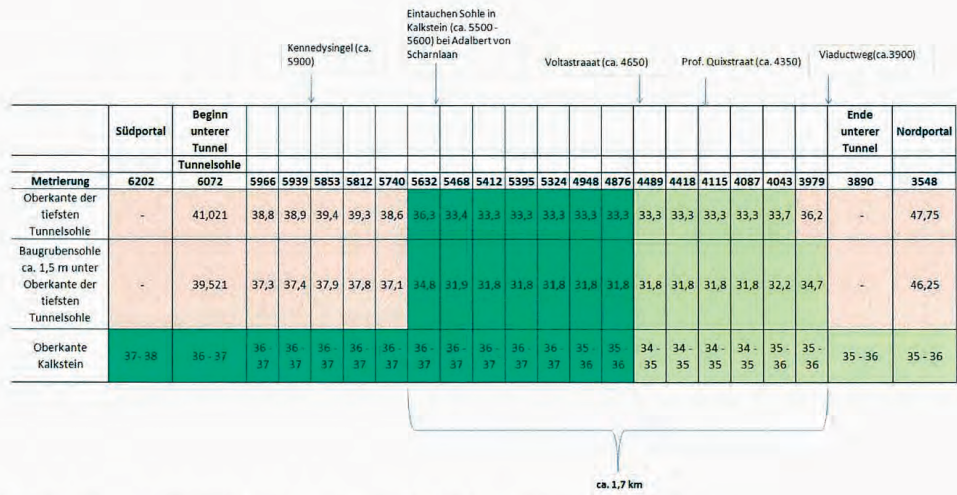 Eintauchen Sohle in
Kalkstein (ca. 5500 -
5600) bei Adalbert von
Scharnlaan
Kennedysingel (ca.
5900)
Voltastraaat (ca. 4650)
Prof. Quixstraat (ca. 4350)
Viaductweg(ca.3900)
Südportal
Beginn
unterer
Tunnel
Ende
unterer
Tunnel
Nordportal
Tunnelsohle
Metrierung 6202 6072 5966 5939 5853 5812 5740 5632 5468 5412 5395 5324 4948 4876 4489 4418 4115 4087 4043 3979 3890 3548
Oberkante der
tiefsten
Tunnelsohle
- 41,021 38,8 38,9 39,4 39,3 38,6 36,3 33,4 33,3 33,3 33,3 33,3 33,3 33,3 33,3 33,3 33,3 33,7 36,2 - 47,75
Baugrubensohle
ca. 1,5 m unter
Oberkante der
tiefsten
Tunnelsohle
- 39,521 37,3 37,4 37,9 37,8 37,1 34,8 31,9 31,8 31,8 31,8 31,8 31,8 31,8 31,8 31,8 31,8 32,2 34,7 - 46,25
Oberkante
Kalkstein
37 - 38 36 - 37 36 - 37 36 - 37 36 - 37 36 - 37 36 - 37 36 - 37 36 - 37 36 - 37 36 - 37 36 - 37 35 - 36 35 - 36 34 - 35 34 - 35 34 - 35 34 - 35 35 - 36 35 - 36 35 - 36 35 - 36
ca. 1,7 km